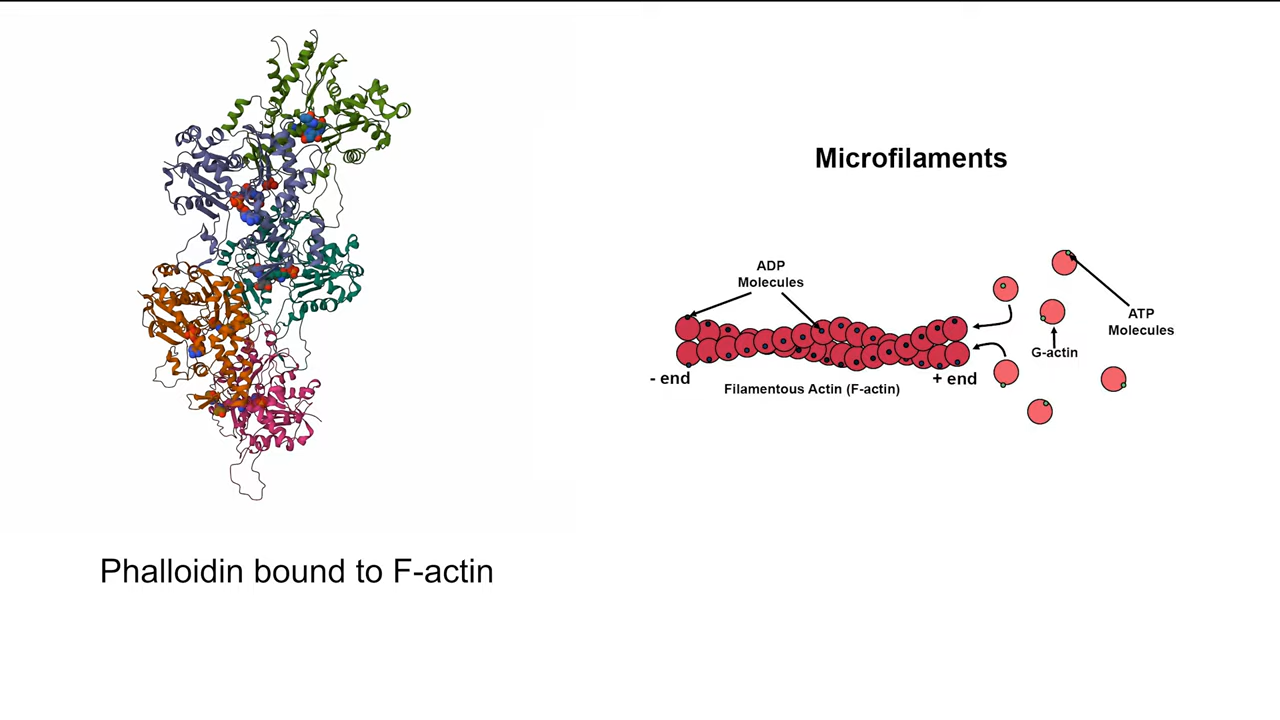 Microfilaments
ADP
Molecules
ATP
Molecules
G-actin
- end
+ end
Filamentous Actin (F-actin)
Phalloidin bound to F-actin